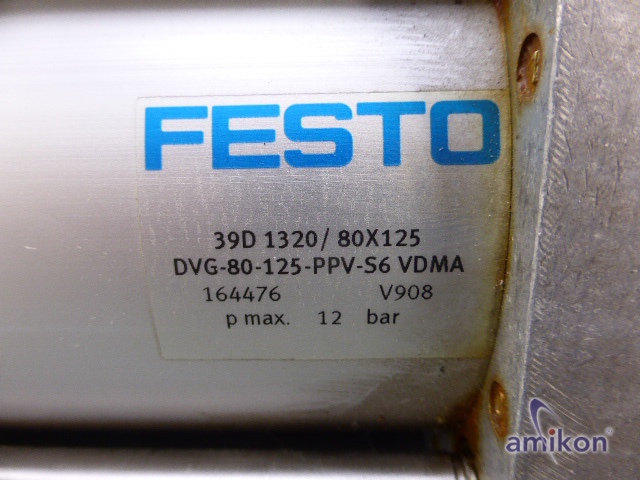 FESTO
39D 1320/ 80X125
DVG-80-125-PPV-S6 VDMA
164476 V908
p max. 12 bar
amikon